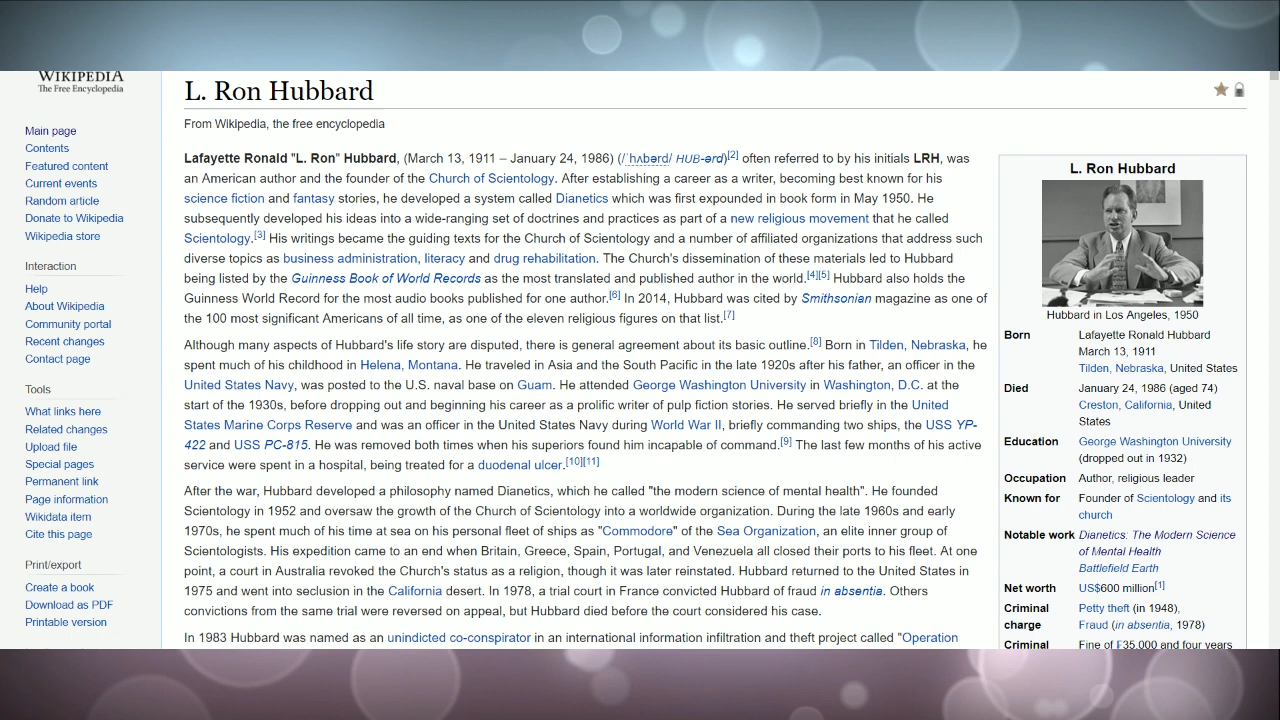 WIKIPEDIA
The Free Encyclopedia
Main page
Contents
Featured content
Current events
Random article
Donate to Wikipedia
Wikipedia store
Interaction
Help
About Wikipedia
Community portal
Recent changes
Contact page
Tools
What links here
Related changes
Upload file
Special pages
Permanent link
Page information
Wikidata item
Cite this page
Print/export
Create a book
Download as PDF
Printable version
L. Ron Hubbard
From Wikipedia, the free encyclopedia
Lafayette Ronald "L. Ron" Hubbard, (March 13, 1911 – January 24, 1986) (/ˈhʌbərd/ HUB-ərd)[2] often referred to by his initials LRH, was
an American author and the founder of the Church of Scientology. After establishing a career as a writer, becoming best known for his
science fiction and fantasy stories, he developed a system called Dianetics which was first expounded in book form in May 1950. He
subsequently developed his ideas into a wide-ranging set of doctrines and practices as part of a new religious movement that he called
Scientology.[3] His writings became the guiding texts for the Church of Scientology and a number of affiliated organizations that address such
diverse topics as business administration, literacy and drug rehabilitation. The Church's dissemination of these materials led to Hubbard
being listed by the Guinness Book of World Records as the most translated and published author in the world.[4][5] Hubbard also holds the
Guinness World Record for the most audio books published for one author.[6] In 2014, Hubbard was cited by Smithsonian magazine as one of
the 100 most significant Americans of all time, as one of the eleven religious figures on that list.[7]
Although many aspects of Hubbard's life story are disputed, there is general agreement about its basic outline.[8] Born in Tilden, Nebraska, he
spent much of his childhood in Helena, Montana. He traveled in Asia and the South Pacific in the late 1920s after his father, an officer in the
United States Navy, was posted to the U.S. naval base on Guam. He attended George Washington University in Washington, D.C. at the
start of the 1930s, before dropping out and beginning his career as a prolific writer of pulp fiction stories. He served briefly in the United
States Marine Corps Reserve and was an officer in the United States Navy during World War II, briefly commanding two ships, the USS YP-
422 and USS PC-815. He was removed both times when his superiors found him incapable of command.[9] The last few months of his active
service were spent in a hospital, being treated for a duodenal ulcer.[10][11]
After the war, Hubbard developed a philosophy named Dianetics, which he called "the modern science of mental health". He founded
Scientology in 1952 and oversaw the growth of the Church of Scientology into a worldwide organization. During the late 1960s and early
1970s, he spent much of his time at sea on his personal fleet of ships as "Commodore" of the Sea Organization, an elite inner group of
Scientologists. His expedition came to an end when Britain, Greece, Spain, Portugal, and Venezuela all closed their ports to his fleet. At one
point, a court in Australia revoked the Church's status as a religion, though it was later reinstated. Hubbard returned to the United States in
1975 and went into seclusion in the California desert. In 1978, a trial court in France convicted Hubbard of fraud in absentia. Others
convictions from the same trial were reversed on appeal, but Hubbard died before the court considered his case.
In 1983 Hubbard was named as an unindicted co-conspirator in an international information infiltration and theft project called "Operation
L. Ron Hubbard
Hubbard in Los Angeles, 1950
Born Lafayette Ronald Hubbard
March 13, 1911
Tilden, Nebraska, United States
Died January 24, 1986 (aged 74)
Creston, California, United
States
Education George Washington University
(dropped out in 1932)
Occupation Author, religious leader
Known for Founder of Scientology and its
church
Notable work Dianetics: The Modern Science
of Mental Health
Battlefield Earth
Net worth US$600 million[1]
Criminal Petty theft (in 1948),
charge Fraud (in absentia, 1978)
Criminal Fine of ₣35,000 and four years